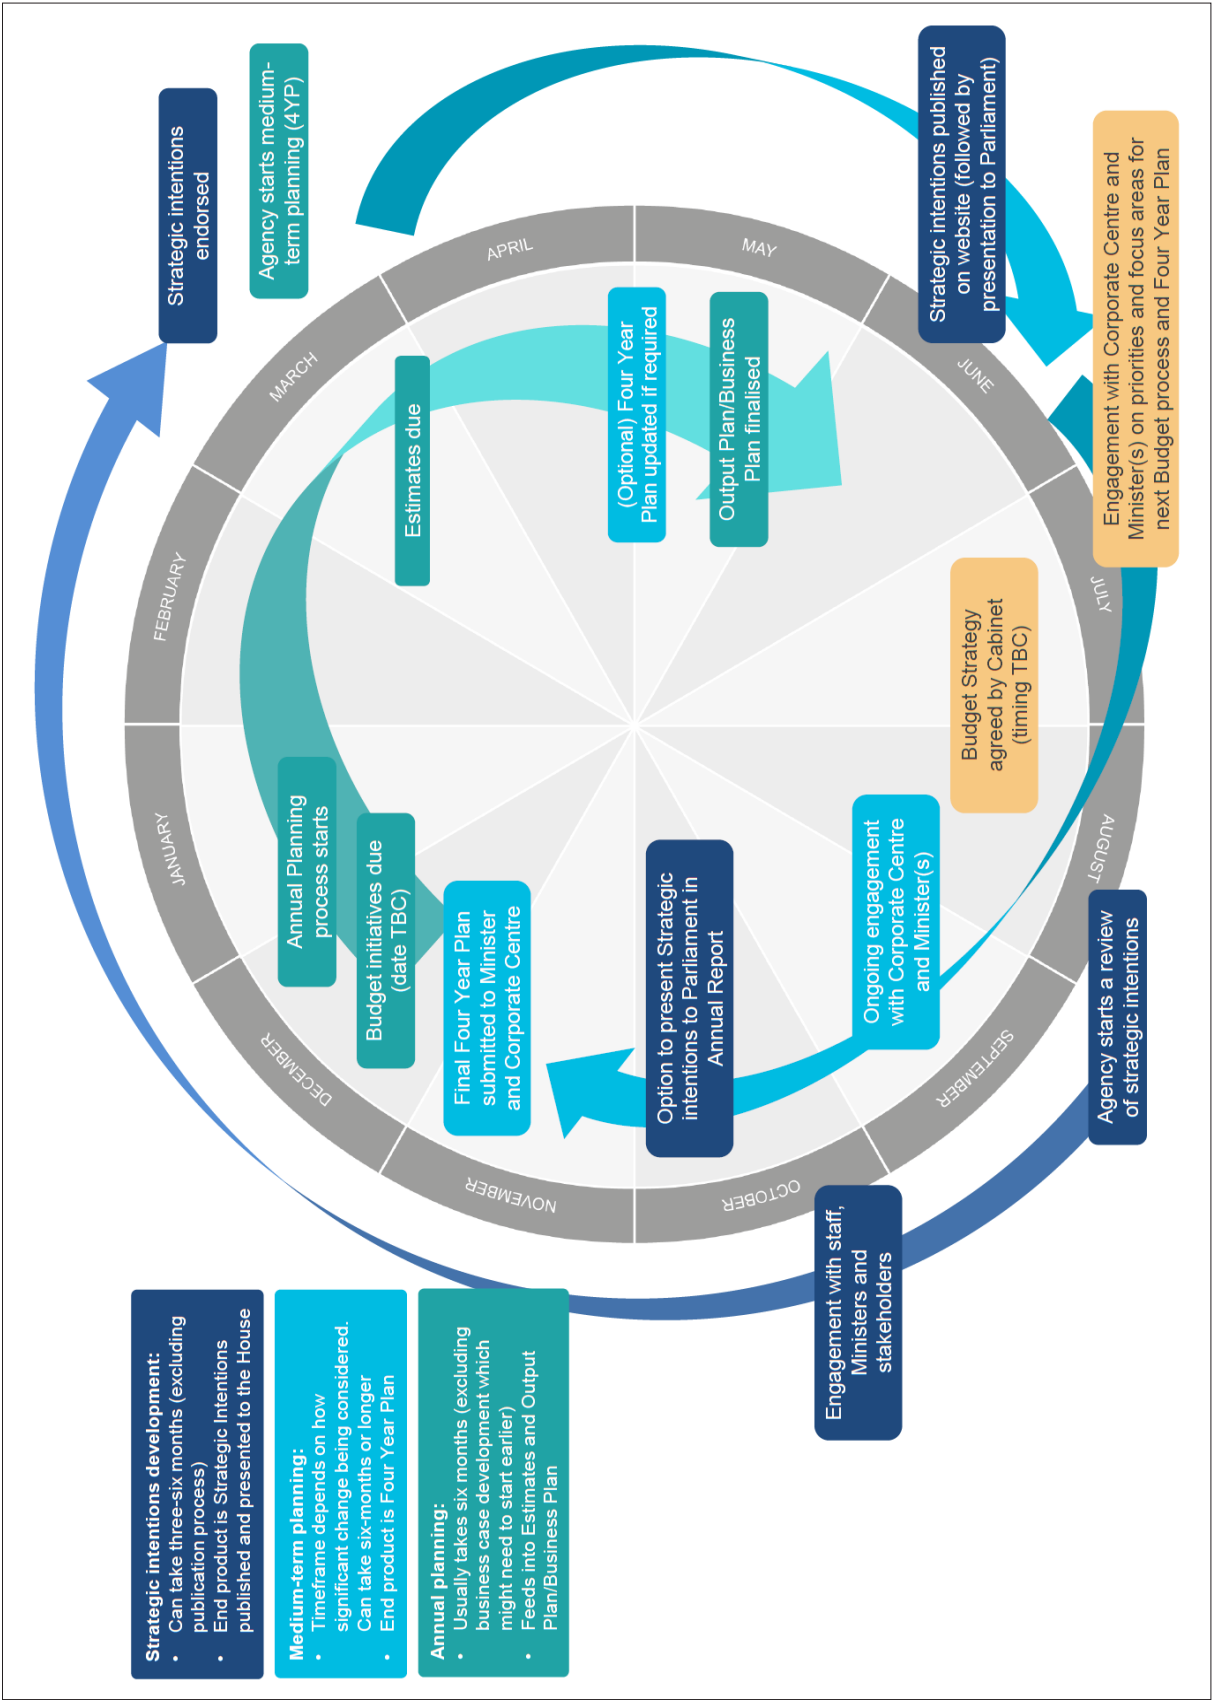 Strategic intentions development:
• Can take three-six months (excluding
publication process)
• End product is Strategic Intentions
published and presented to the House
Medium-term planning:
• Timeframe depends on how
significant change being considered.
Can take six-months or longer
• End product is Four Year Plan
Annual planning:
• Usually takes six months (excluding
business case development which
might need to start earlier)
• Feeds into Estimates and Output
Plan/Business Plan
Strategic intentions
endorsed
Agency starts medium-
term planning (4YP)
JANUARY
FEBRUARY
MARCH
APRIL
MAY
JUNE
JULY
AUGUST
SEPTEMBER
OCTOBER
NOVEMBER
DECEMBER
Annual Planning
process starts
Budget initiatives due
(date TBC)
Final Four Year Plan
submitted to Minister
and Corporate Centre
Estimates due
(Optional) Four Year
Plan updated if required
Output Plan/Business
Plan finalised
Option to present Strategic
intentions to Parliament in
Annual Report
Ongoing engagement
with Corporate Centre
and Minister(s)
Budget Strategy
agreed by Cabinet
(timing TBC)
Strategic intentions published
on website (followed by
presentation to Parliament)
Engagement with Corporate Centre and
Minister(s) on priorities and focus areas for
next Budget process and Four Year Plan
Engagement with staff,
Ministers and
stakeholders
Agency starts a review
of strategic intentions